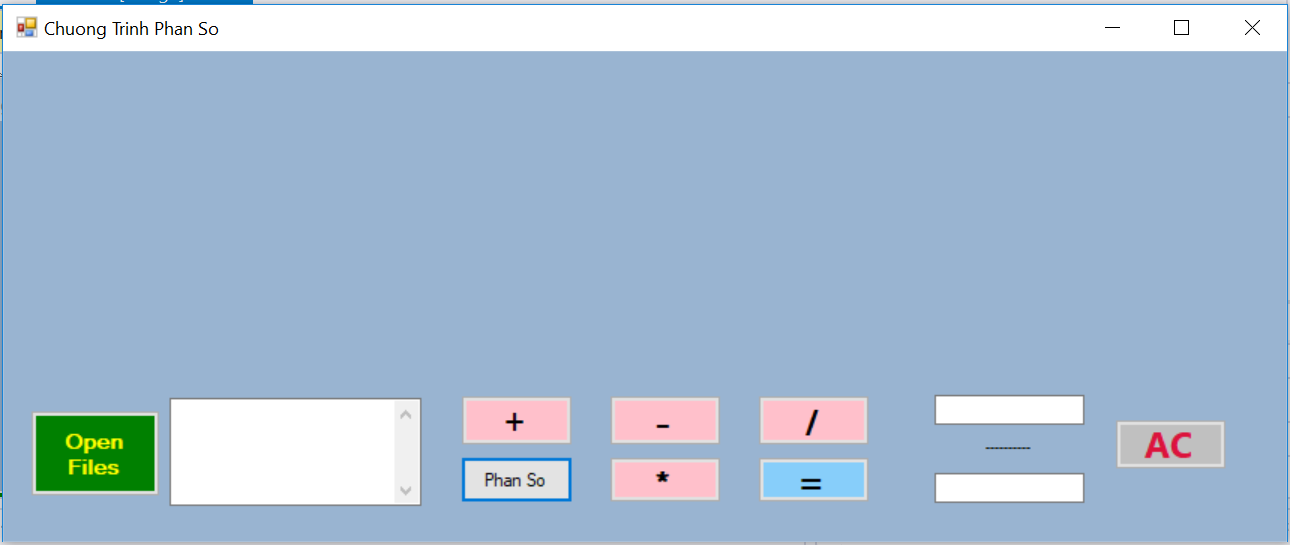 Chuong Trinh Phan So
Open
Files
+
-
/
Phan So
*
=
----------
AC